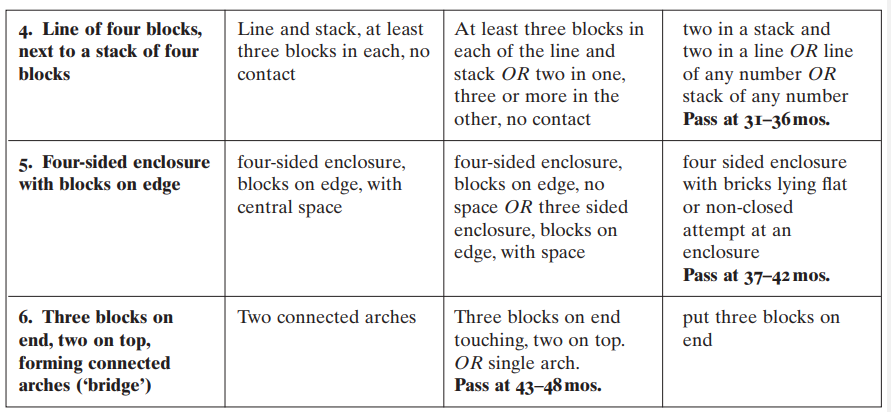 4. Line of four blocks,
next to a stack of four
blocks
Line and stack, at least
three blocks in each, no
contact
At least three blocks in
each of the line and
stack OR two in one,
three or more in the
other, no contact
two in a stack and
two in a line OR line
of any number OR
stack of any number
Pass at 31–36 mos.
5. Four-sided enclosure
with blocks on edge
four-sided enclosure,
blocks on edge, with
central space
four-sided enclosure,
blocks on edge, no
space OR three sided
enclosure, blocks on
edge, with space
four sided enclosure
with bricks lying flat
or non-closed
attempt at an
enclosure
Pass at 37–42 mos.
6. Three blocks on
end, two on top,
forming connected
arches (‘bridge’)
Two connected arches
Three blocks on end
touching, two on top.
OR single arch.
Pass at 43–48 mos.
put three blocks on
end